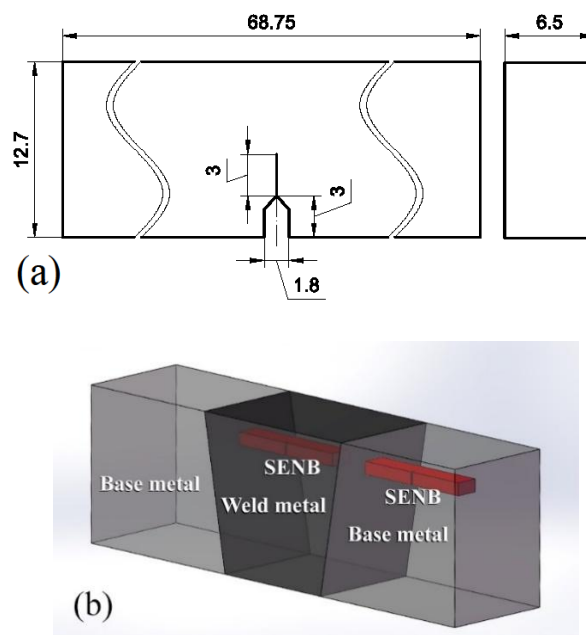 68.75
6.5
12.7
3
3
1.8
(a)
Base metal
SENB
Weld metal
SENB
Base metal
(b)